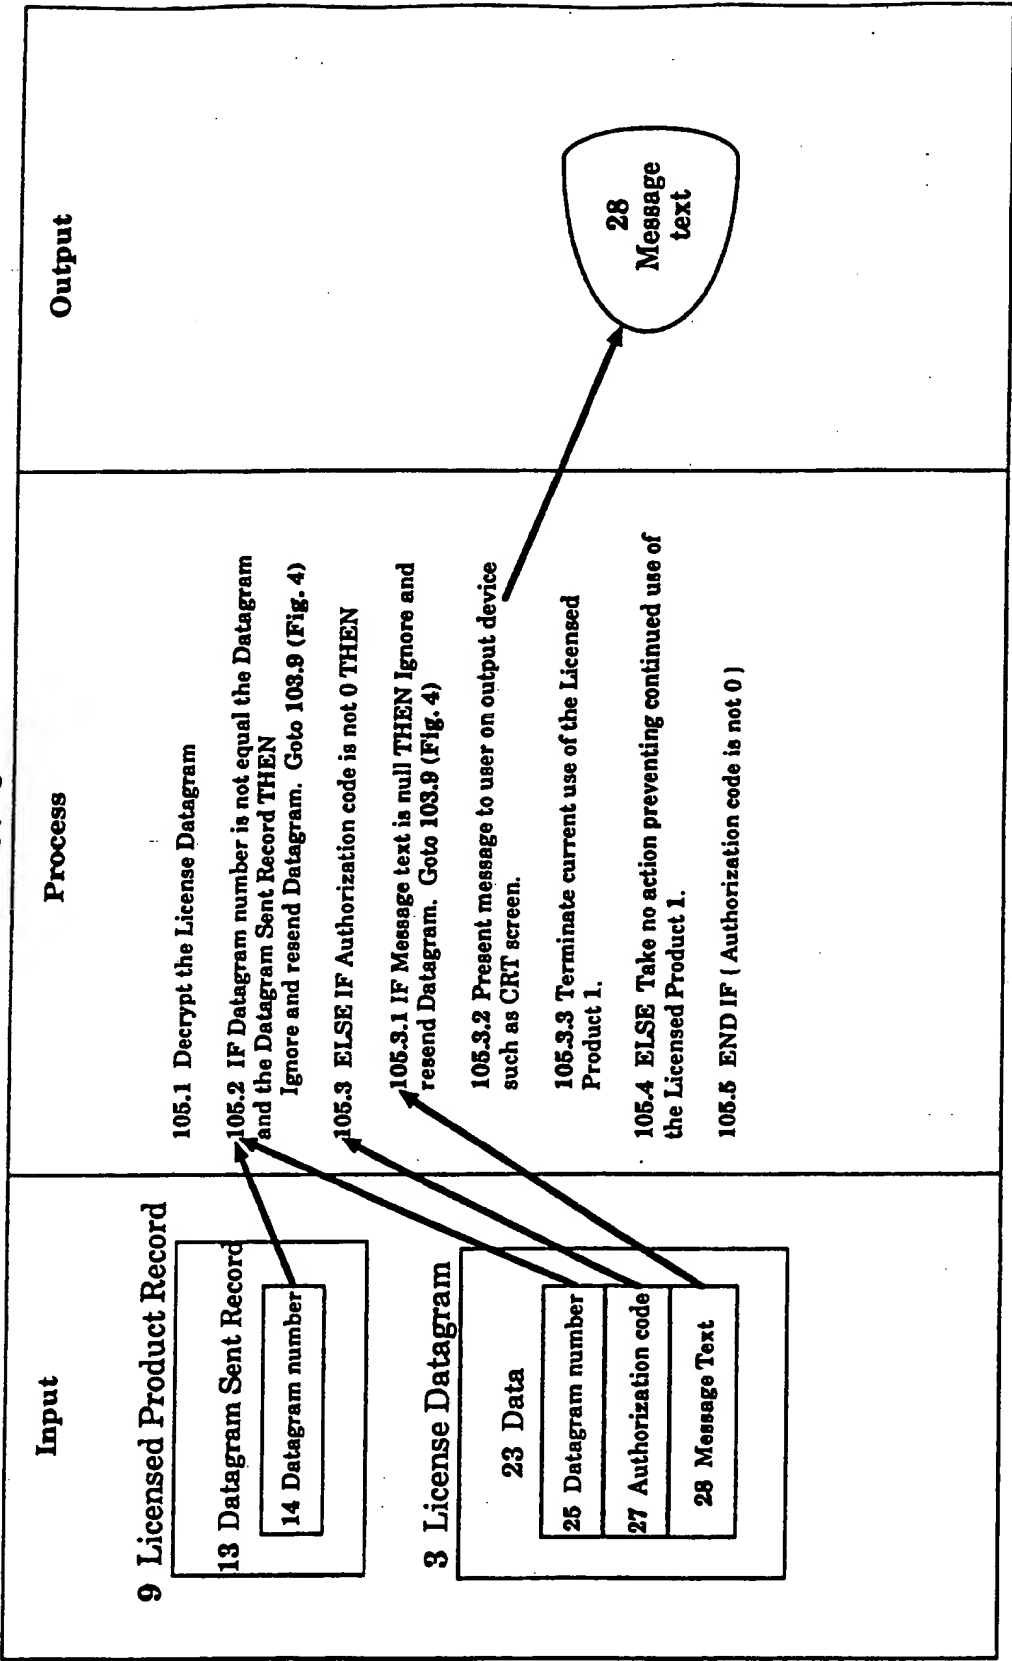 Input
Process
Output
9 Licensed Product Record
13 Datagram Sent Record
14 Datagram number
3 License Datagram
23 Data
25 Datagram number
27 Authorization code
28 Message Text
105.1 Decrypt the License Datagram
105.2 IF Datagram number is not equal the Datagram
and the Datagram Sent Record THEN
Ignore and resend Datagram. Goto 103.9 (Fig. 4)
105.3 ELSE IF Authorization code is not 0 THEN
105.3.1 IF Message text is null THEN Ignore and
resend Datagram. Goto 103.9 (Fig. 4)
105.3.2 Present message to user on output device
such as CRT screen.
105.3.3 Terminate current use of the Licensed
Product 1.
105.4 ELSE Take no action preventing continued use of
the Licensed Product 1.
105.5 END IF ( Authorization code is not 0 )
28
Message
text